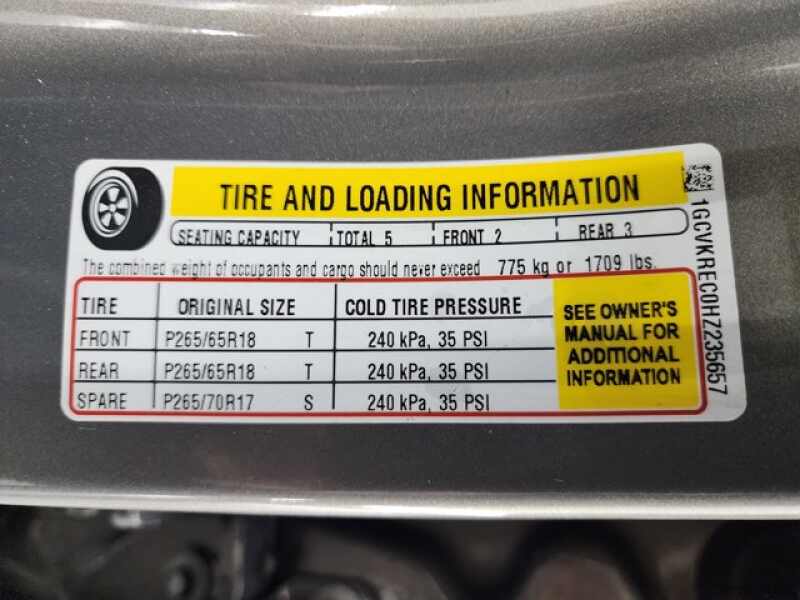 TIRE AND LOADING INFORMATION
SEATING CAPACITY TOTAL 5 FRONT 2 REAR 3
The combined weight of occupants and cargo should never exceed 775 kg or 1709 lbs.
TIRE ORIGINAL SIZE COLD TIRE PRESSURE
FRONT P265/65R18 T 240 kPa, 35 PSI
REAR P265/65R18 T 240 kPa, 35 PSI
SPARE P265/70R17 S 240 kPa, 35 PSI
SEE OWNER'S
MANUAL FOR
ADDITIONAL
INFORMATION
1GCVKREC0HZ235657